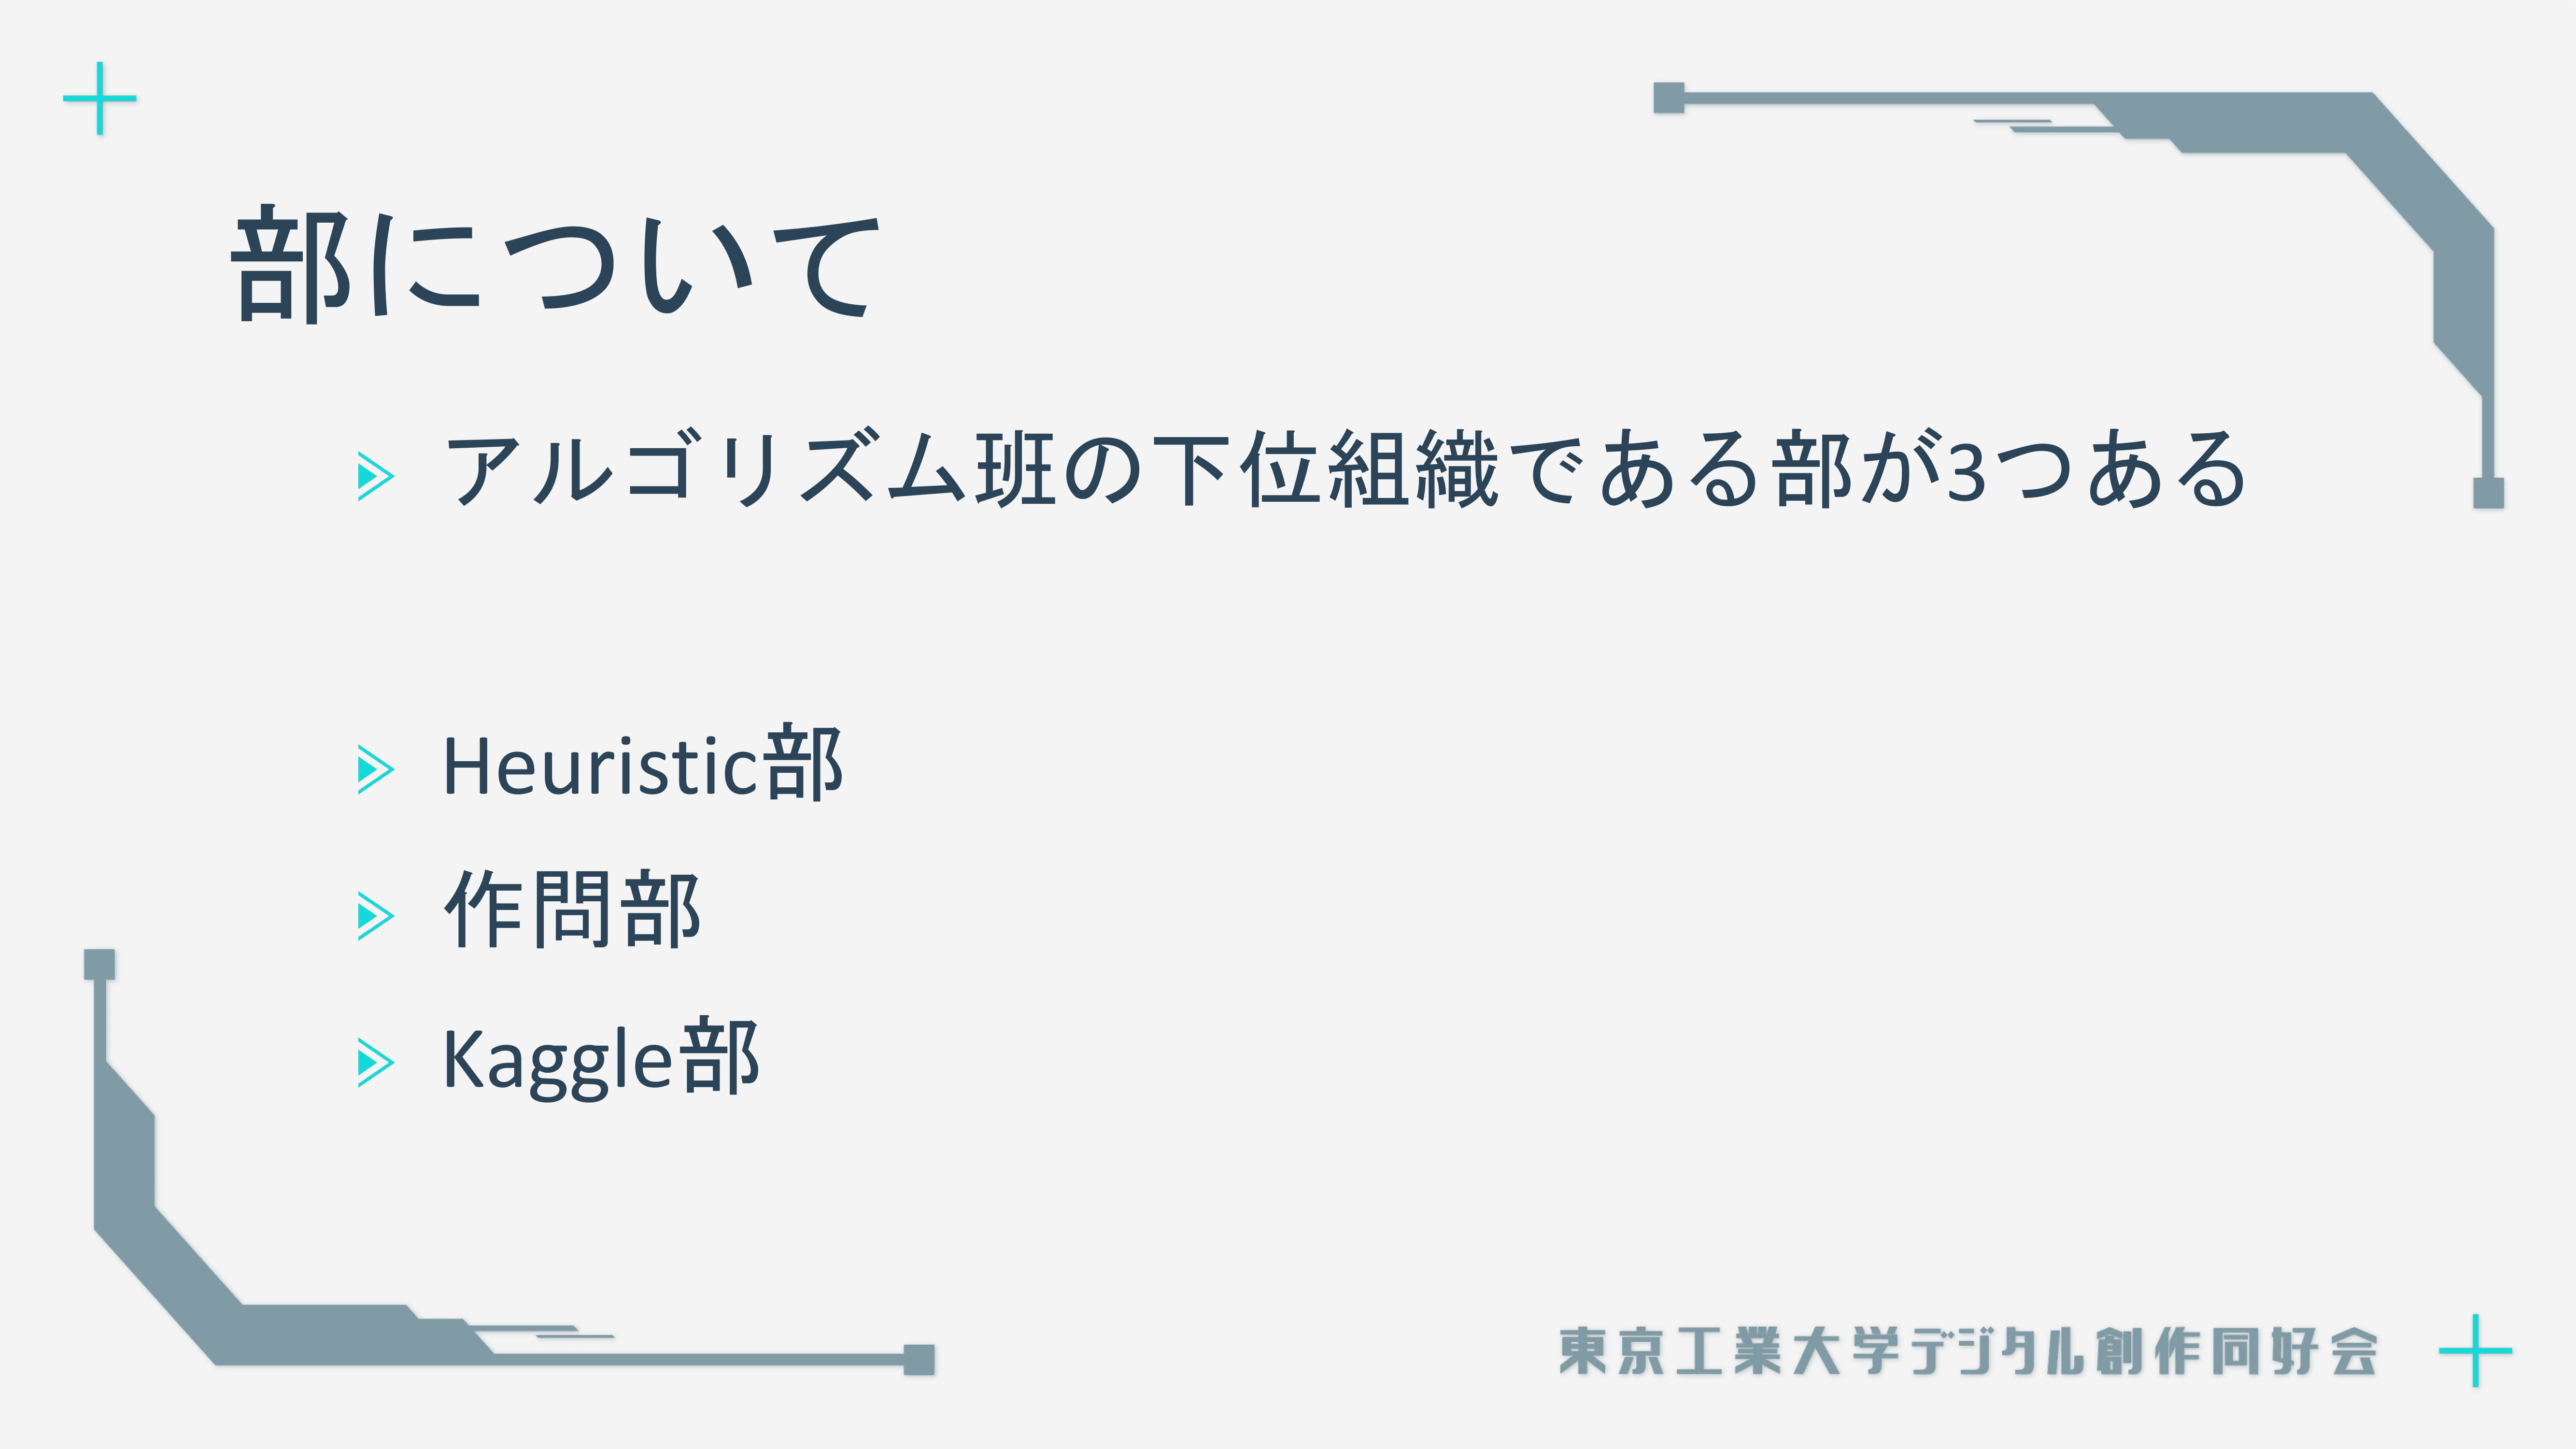 部について
アルゴリズム班の下位組織である部が3つある
Heuristic部
作問部
Kaggle部
東京工業大学デジタル創作同好会